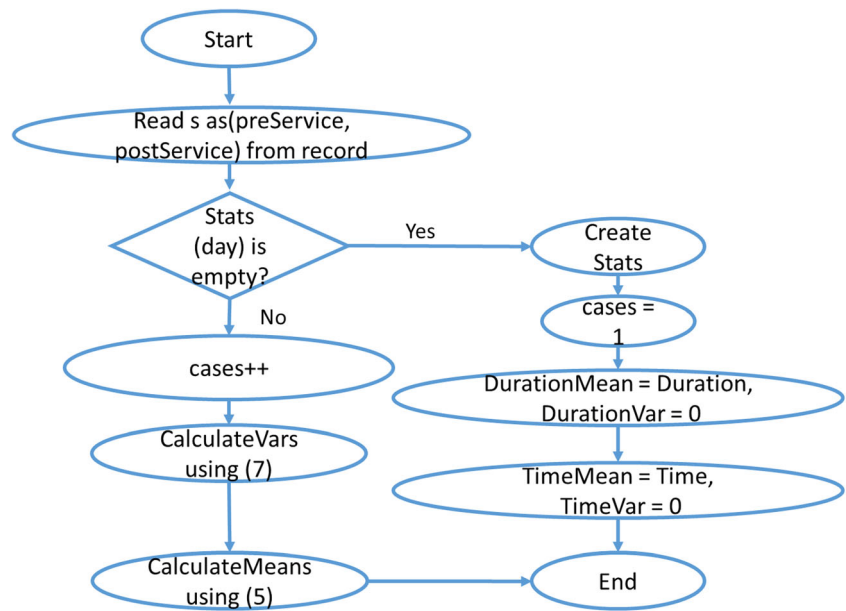 Start
Read s as(preService,
postService) from record
Stats
(day) is
empty?
Yes
Create
Stats
No
cases =
1
cases++
DurationMean = Duration,
DurationVar = 0
CalculateVars
using (7)
TimeMean = Time,
TimeVar = 0
CalculateMeans
using (5)
End